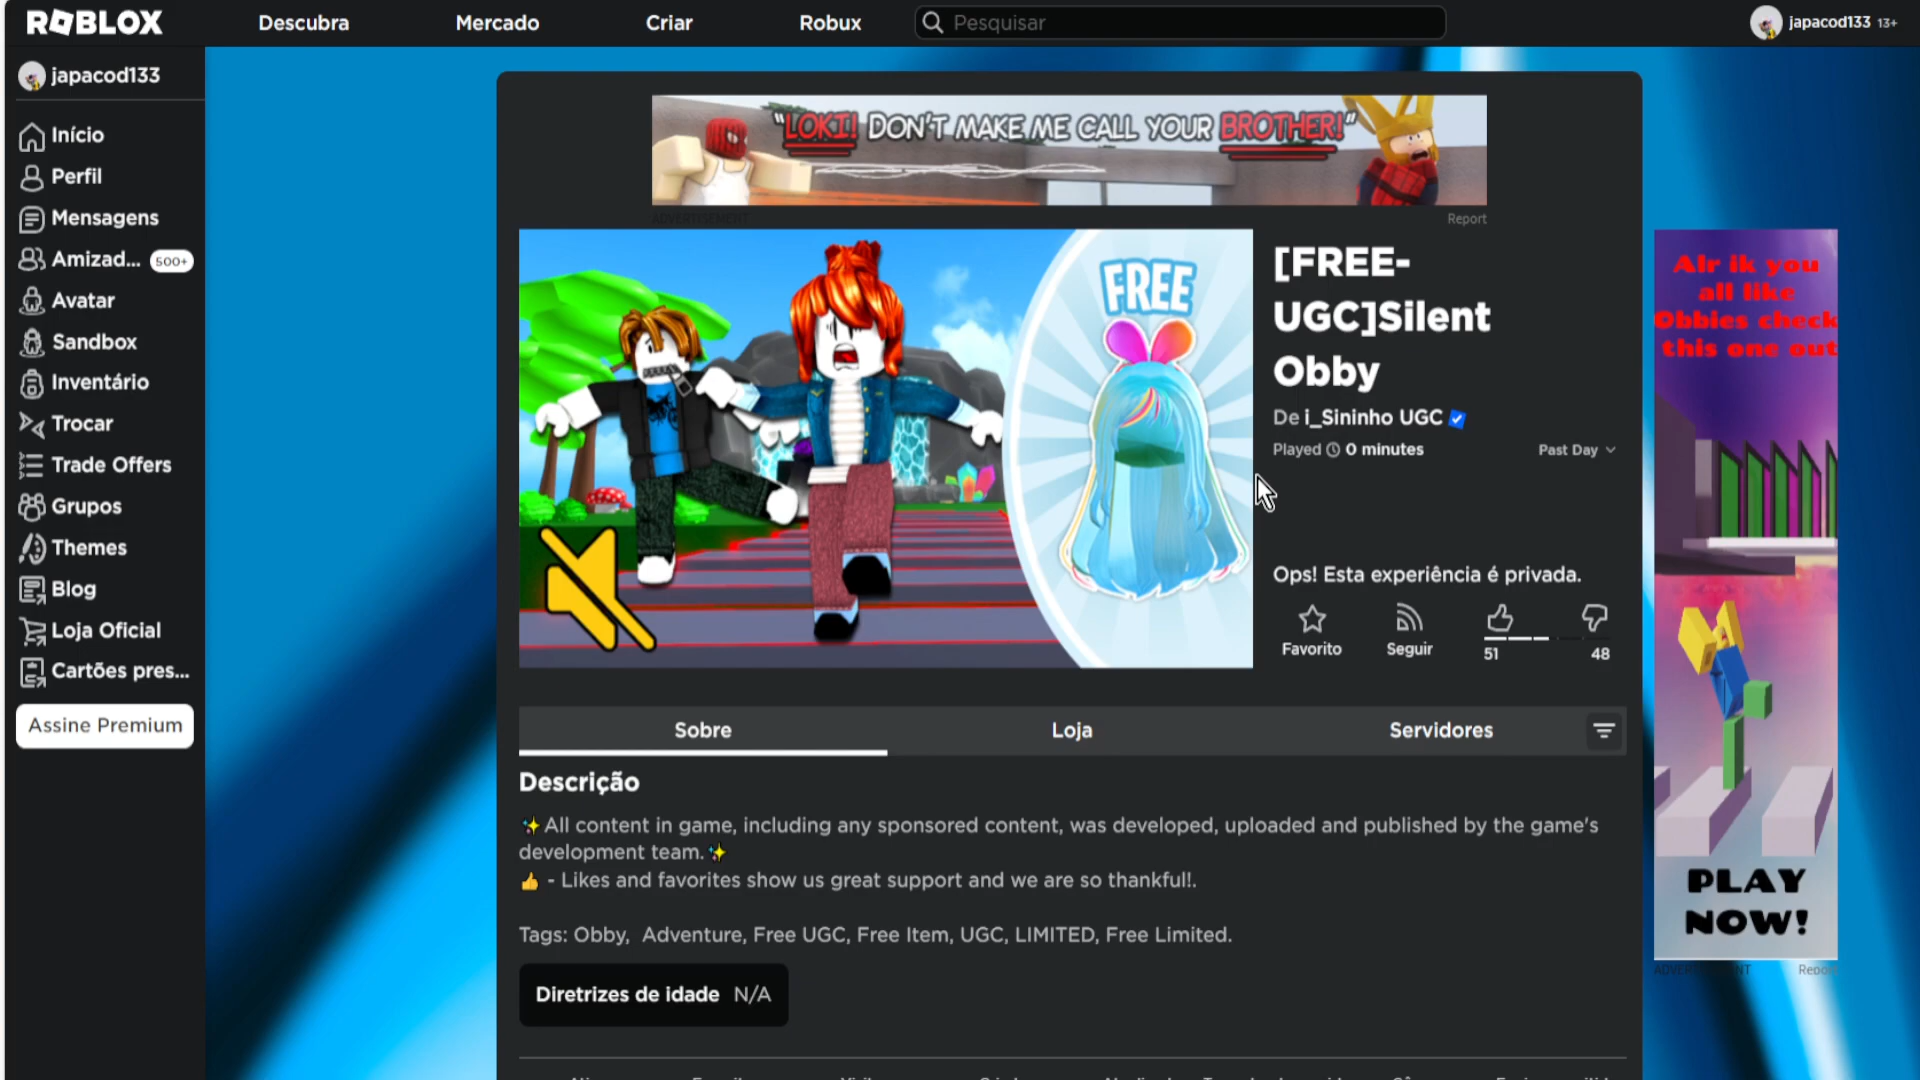 ROBLOX
Descubra
Mercado
Criar
Robux
Pesquisar
japacod133 13+
japacod133
Início
Perfil
Mensagens
Amizad... 500+
Avatar
Sandbox
Inventário
Trocar
Trade Offers
Grupos
Themes
Blog
Loja Oficial
Cartões pres...
Assine Premium
"LOKI! DON'T MAKE ME CALL YOUR BROTHER!"
ADVERTISEMENT
Report
FREE
[FREE-
UGC]Silent
Obby
De i_Sininho UGC
Played 0 minutes
Past Day
Ops! Esta experiência é privada.
Favorito
Seguir
51
48
Alr ik you
all like
Obbies check
this one out
PLAY
NOW!
Report
Sobre
Loja
Servidores
Descrição
✨All content in game, including any sponsored content, was developed, uploaded and published by the game's
development team.✨
👍 - Likes and favorites show us great support and we are so thankful!.
Tags: Obby, Adventure, Free UGC, Free Item, UGC, LIMITED, Free Limited.
Diretrizes de idade N/A